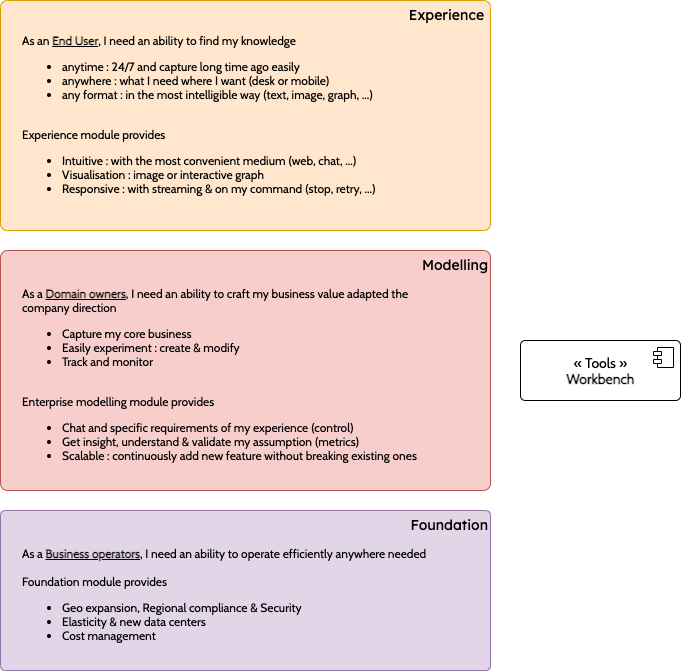 Experience
As an End User, I need an ability to find my knowledge
• anytime : 24/7 and capture long time ago easily
• anywhere : what I need where I want (desk or mobile)
• any format : in the most intelligible way (text, image, graph, ...)
Experience module provides
• Intuitive : with the most convenient medium (web, chat, ...)
• Visualisation : image or interactive graph
• Responsive : with streaming & on my command (stop, retry, ...)
Modelling
As a Domain owners, I need an ability to craft my business value adapted the
company direction
• Capture my core business
• Easily experiment : create & modify
• Track and monitor
Enterprise modelling module provides
• Chat and specific requirements of my experience (control)
• Get insight, understand & validate my assumption (metrics)
• Scalable : continuously add new feature without breaking existing ones
« Tools »
Workbench
Foundation
As a Business operators, I need an ability to operate efficiently anywhere needed
Foundation module provides
• Geo expansion, Regional compliance & Security
• Elasticity & new data centers
• Cost management